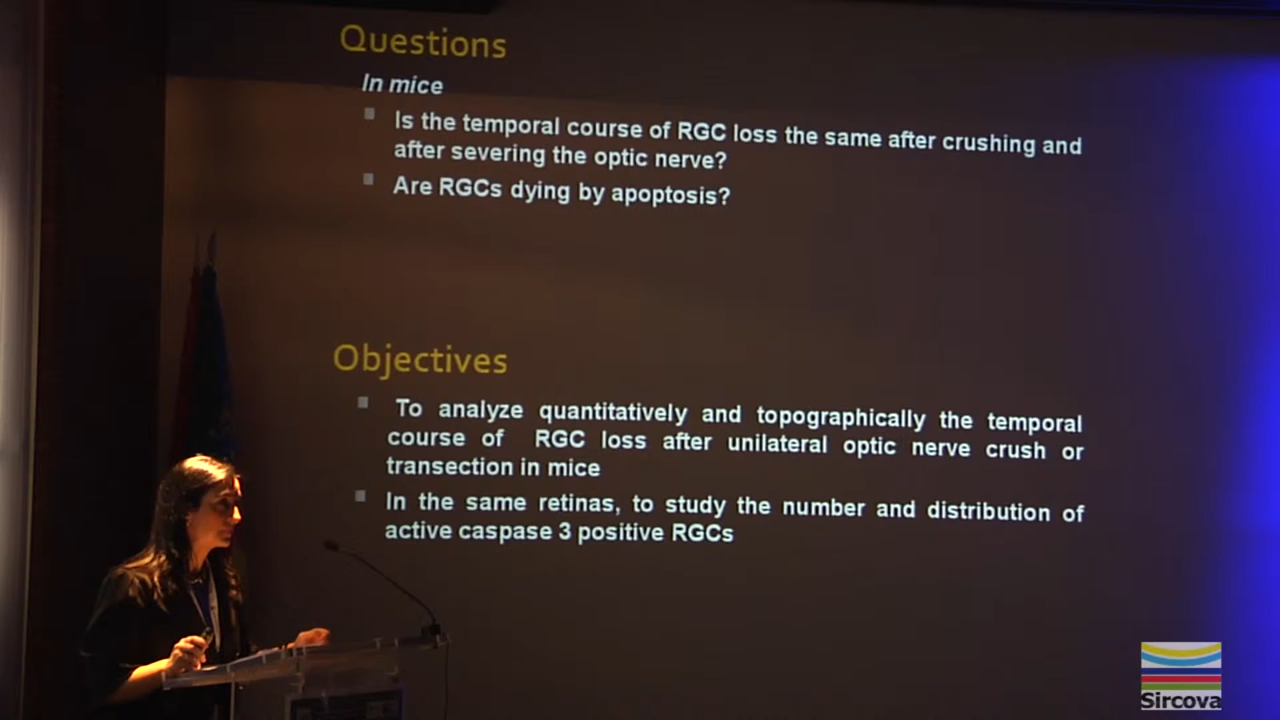 Questions
In mice
Is the temporal course of RGC loss the same after crushing and
after severing the optic nerve?
Are RGCs dying by apoptosis?
Objectives
To analyze quantitatively and topographically the temporal
course of RGC loss after unilateral optic nerve crush or
transection in mice
In the same retinas, to study the number and distribution of
active caspase 3 positive RGCs
Sircova